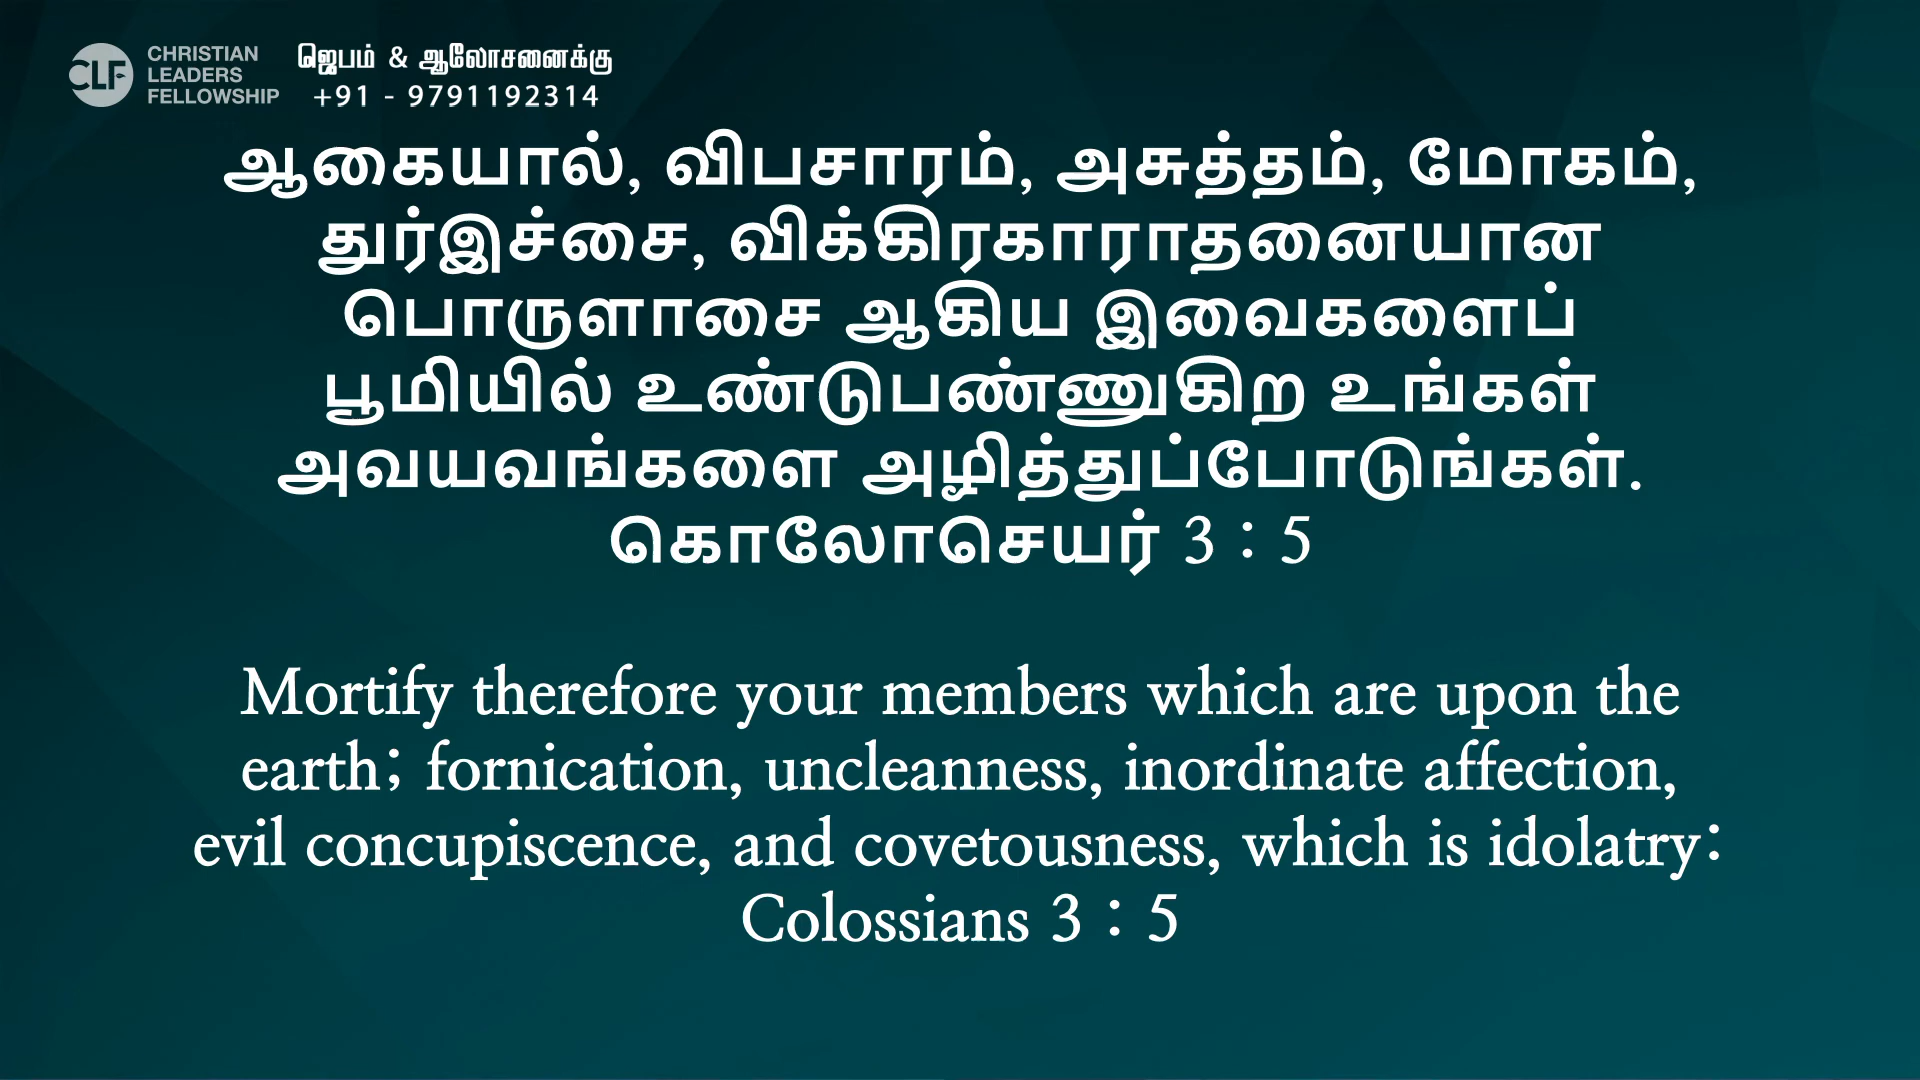 CLF
CHRISTIAN
LEADERS
FELLOWSHIP
ஜெபம் & ஆலோசனைக்கு
+91 - 9791192314
ஆகையால், விபசாரம், அசுத்தம், மோகம்,
துர்இச்சை, விக்கிரகாராதனையான
பொருளாசை ஆகிய இவைகளைப்
பூமியில் உண்டுபண்ணுகிற உங்கள்
அவயவங்களை அழித்துப்போடுங்கள்.
கொலோசெயர் 3 : 5
Mortify therefore your members which are upon the
earth; fornication, uncleanness, inordinate affection,
evil concupiscence, and covetousness, which is idolatry:
Colossians 3 : 5